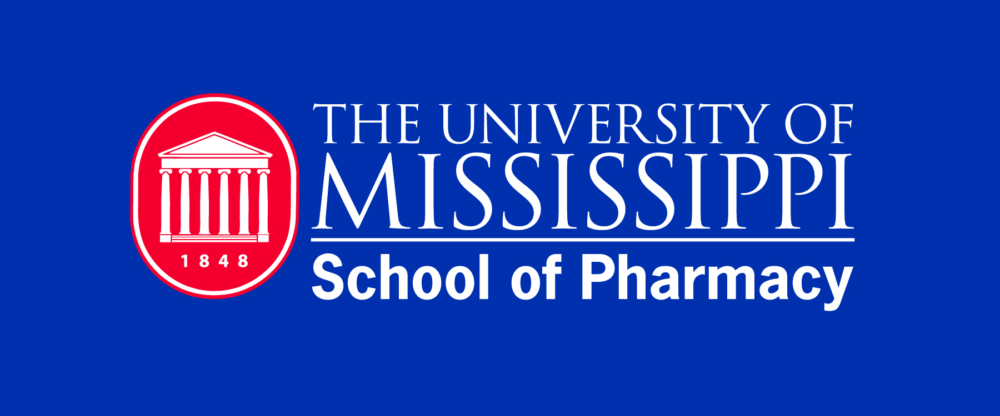 1848
THE UNIVERSITY OF
MISSISSIPPI
School of Pharmacy